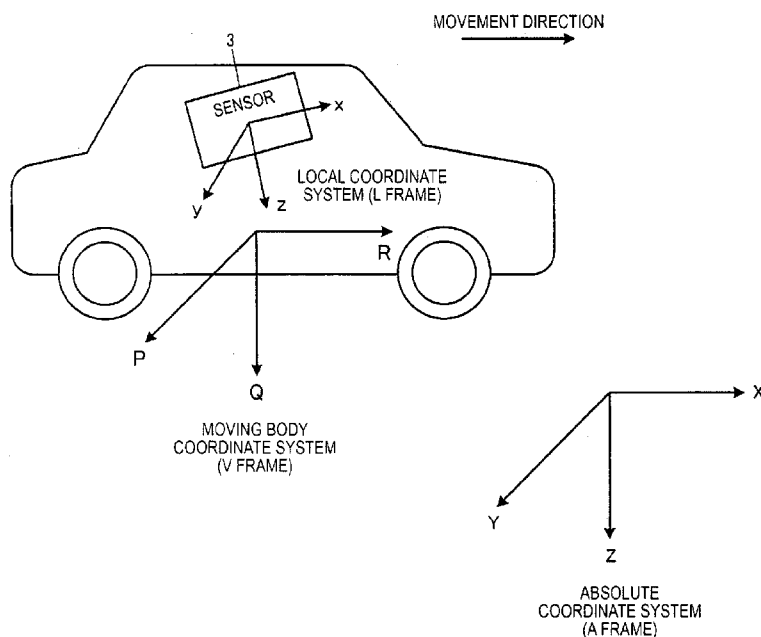 MOVEMENT DIRECTION
3
SENSOR
x
y
z
LOCAL COORDINATE
SYSTEM (L FRAME)
R
P
Q
MOVING BODY
COORDINATE SYSTEM
(V FRAME)
X
Y
Z
ABSOLUTE
COORDINATE SYSTEM
(A FRAME)